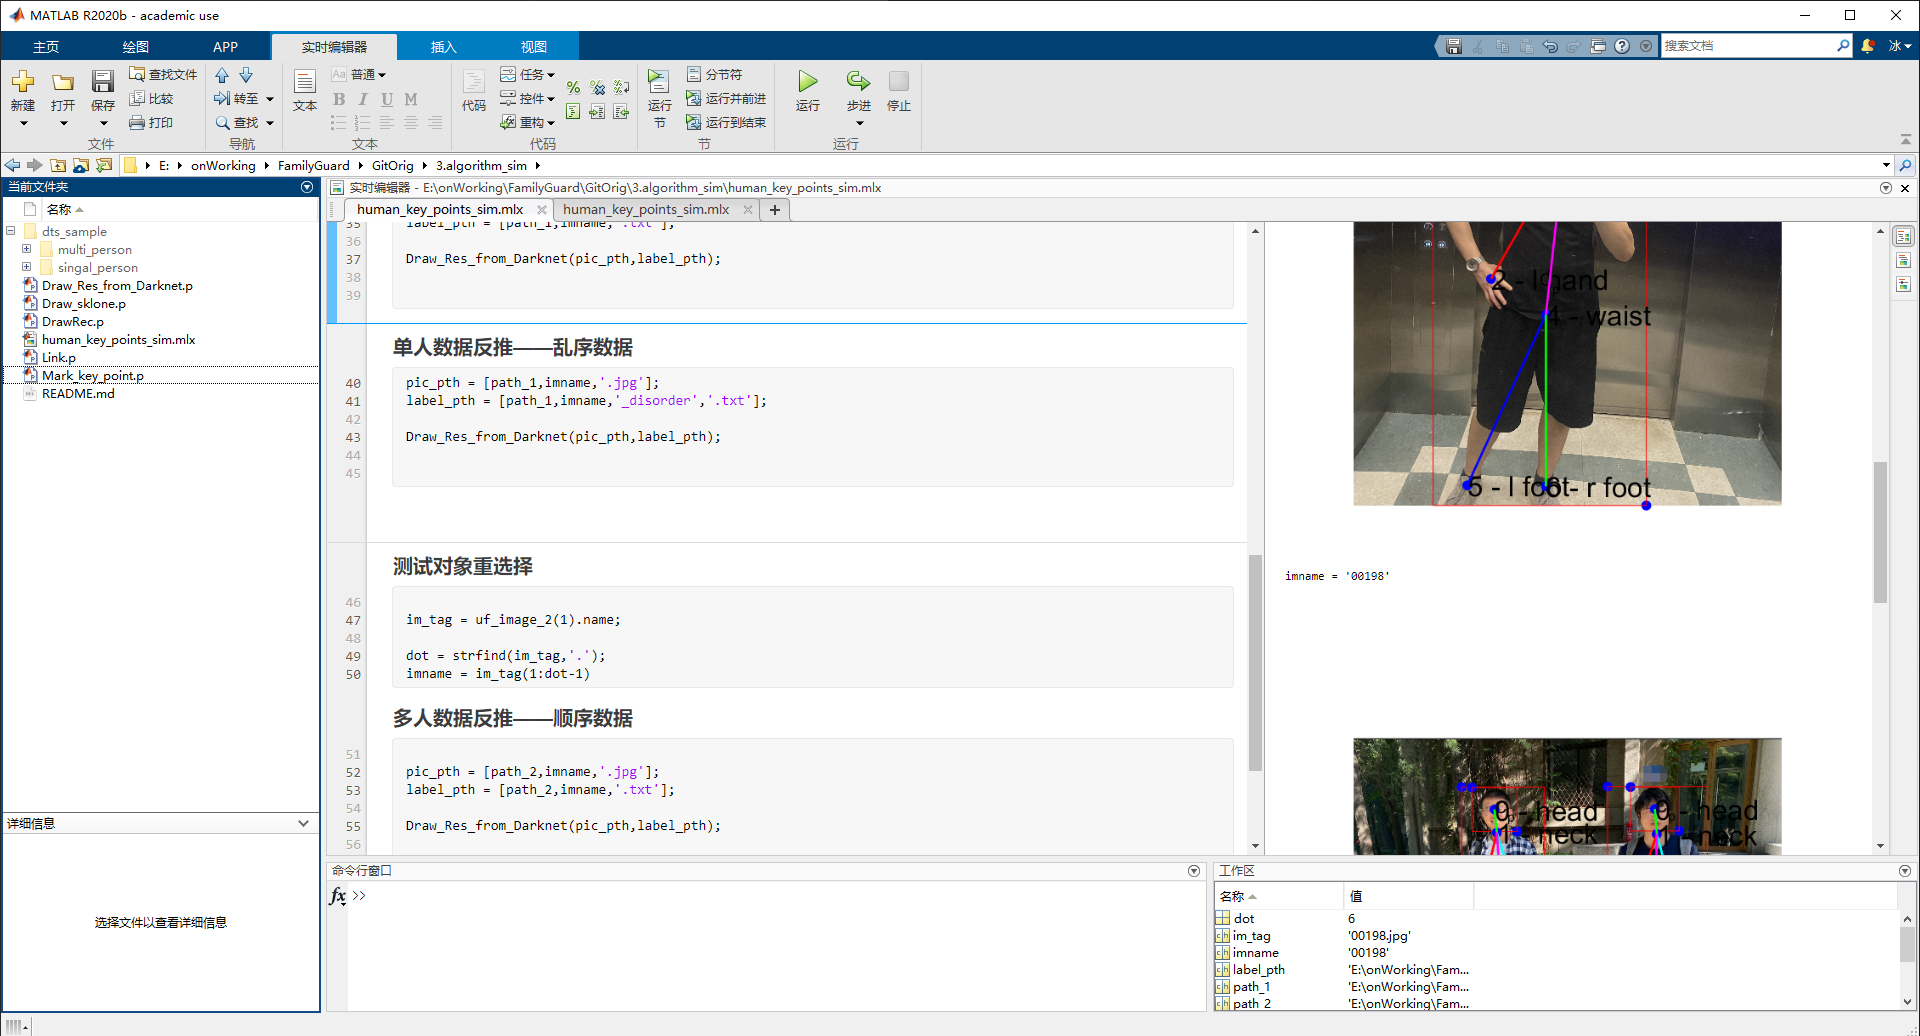 MATLAB R2020b - academic use
主页 绘图 APP 实时编辑器 插入 视图
搜索文档 冰
新建 打开 保存 查找文件 比较 打印 文件
转至 查找 导航
文本 Aa 普通 B I U M 文本
代码 任务 控件 重构 代码
运行节 分节符 运行并前进 运行到结束 节
运行 步进 停止 运行
E: onWorking FamilyGuard GitOrig 3.algorithm_sim
当前文件夹
名称
dts_sample
multi_person
singal_person
Draw_Res_from_Darknet.p
Draw_sklone.p
DrawRec.p
human_key_points_sim.mlx
Link.p
Mark_key_point.p
README.md
详细信息
选择文件以查看详细信息
实时编辑器 - E:\onWorking\FamilyGuard\GitOrig\3.algorithm_sim\human_key_points_sim.mlx
human_key_points_sim.mlx human_key_points_sim.mlx +
35 label_pth = [path_1,imname,'.txt'];
36
37 Draw_Res_from_Darknet(pic_pth,label_pth);
38
39
单人数据反推——乱序数据
40 pic_pth = [path_1,imname,'.jpg'];
41 label_pth = [path_1,imname,'_disorder','.txt'];
42
43 Draw_Res_from_Darknet(pic_pth,label_pth);
44
45
测试对象重选择
46
47 im_tag = uf_image_2(1).name;
48
49 dot = strfind(im_tag,'.');
50 imname = im_tag(1:dot-1)
多人数据反推——顺序数据
51
52 pic_pth = [path_2,imname,'.jpg'];
53 label_pth = [path_2,imname,'.txt'];
54
55 Draw_Res_from_Darknet(pic_pth,label_pth);
56
2 - l hand
4 - waist
5 - l foot
6 - r foot
imname = '00198'
0 - head 0 - head
1 - neck 1 - neck
命令行窗口
fx >>
工作区
名称 值
dot 6
im_tag '00198.jpg'
imname '00198'
label_pth 'E:\onWorking\Fam...
path_1 'E:\onWorking\Fam...
path_2 'E:\onWorking\Fam...